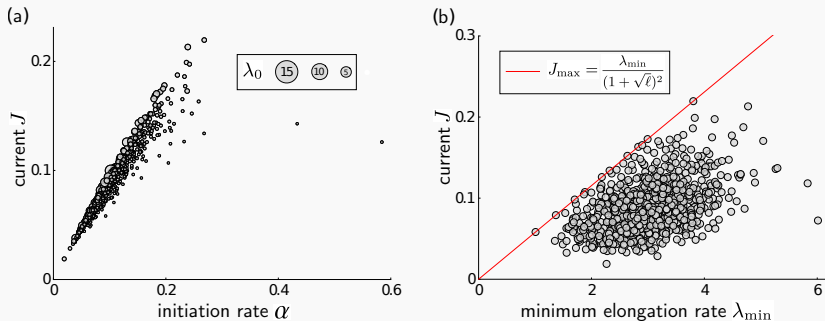 (a)
0.2
0.1
0
0
0.2
0.4
0.6
current J
initiation rate α
λ₀ 15 10 5
(b)
0.3
0.2
0.1
0
0
2
4
6
current J
minimum elongation rate λ_min
J_max = λ_min / (1 + √ℓ)²